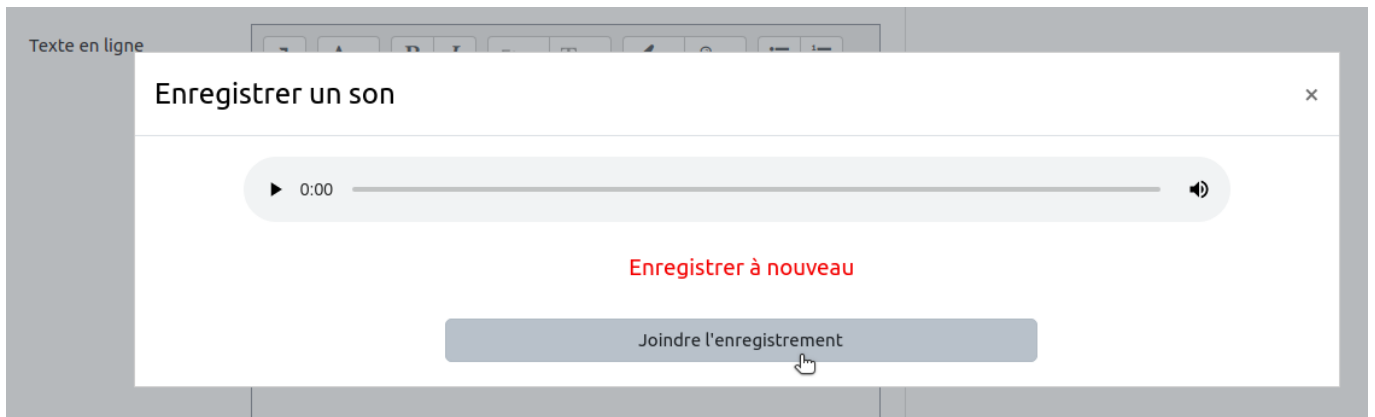 Texte en ligne
Enregistrer un son
×
0:00
Enregistrer à nouveau
Joindre l'enregistrement